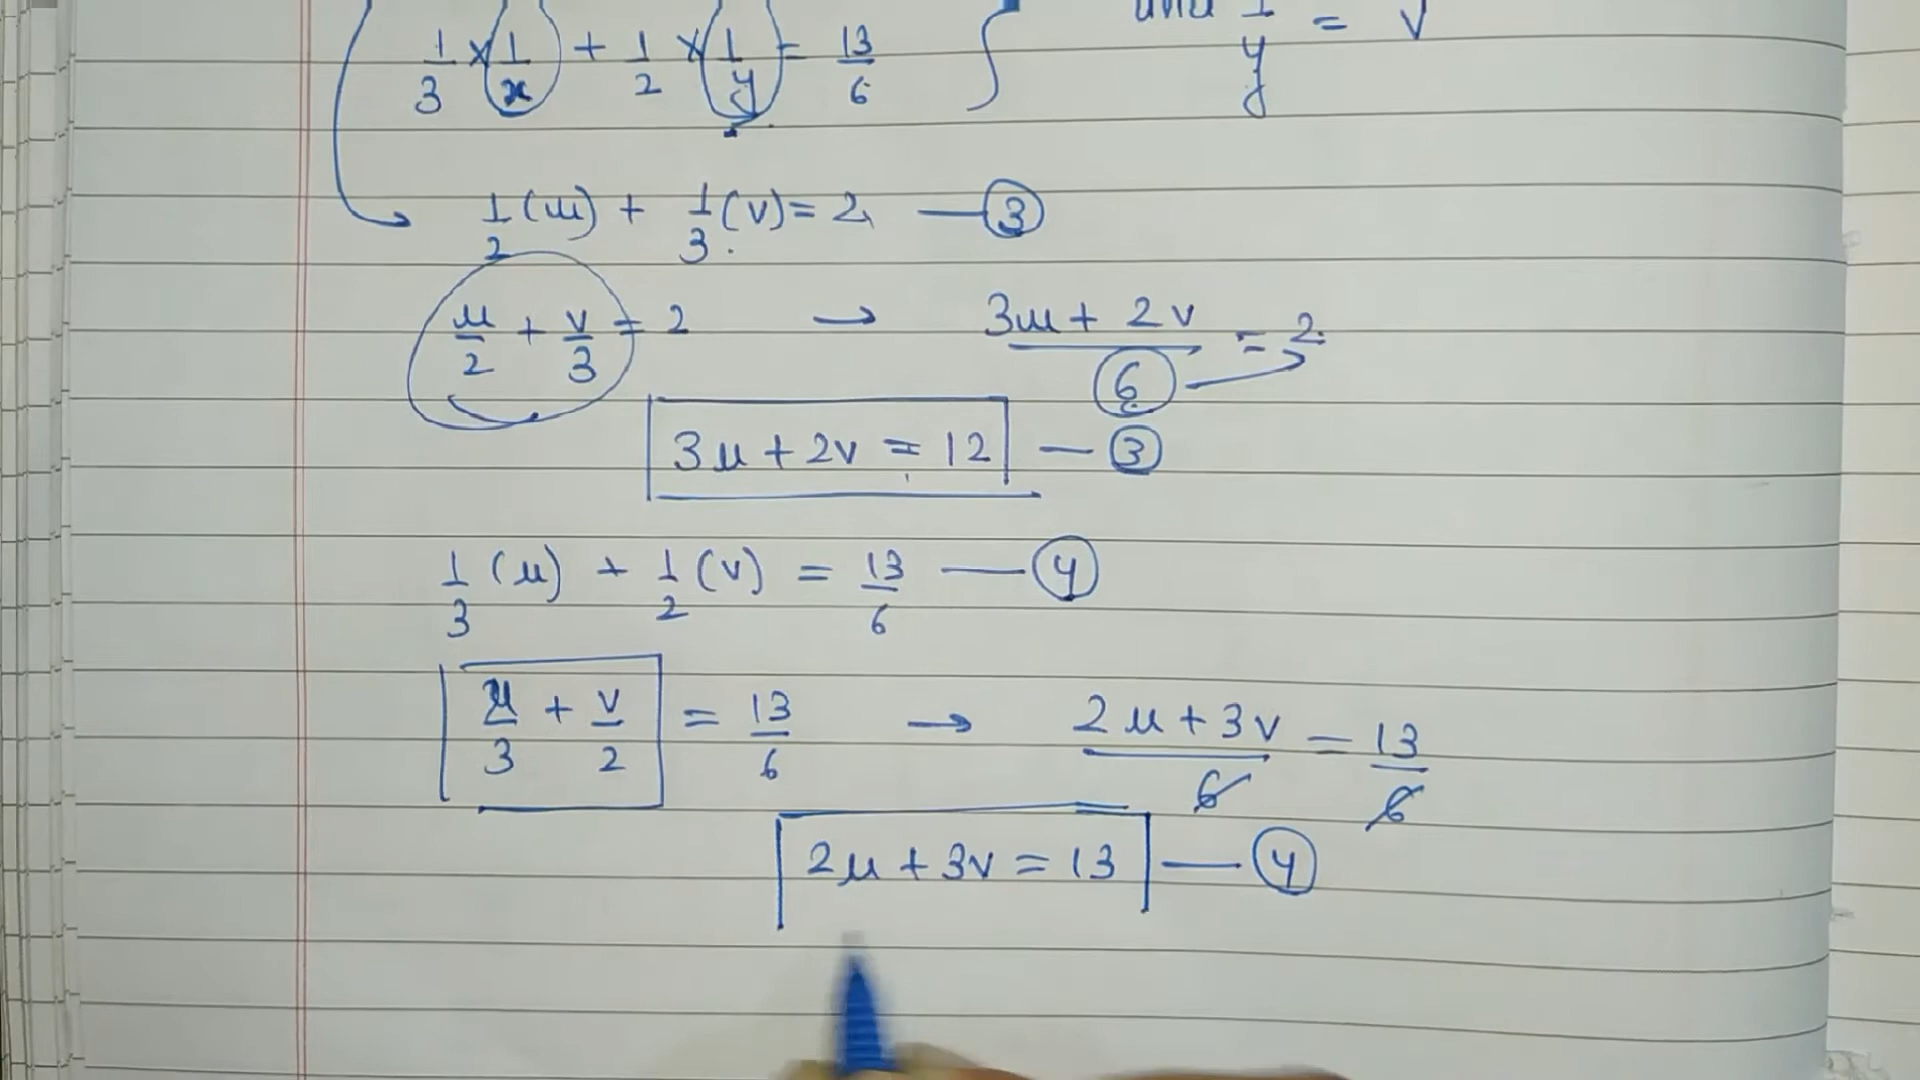 and 1/y = v
1/3 × 1/x + 1/2 × 1/y = 13/6
1/2 (u) + 1/3 (v) = 2 — ③
u/2 + v/3 = 2 → (3u + 2v)/6 = 2
3u + 2v = 12 — ③
1/3 (u) + 1/2 (v) = 13/6 — ④
u/3 + v/2 = 13/6 → (2u + 3v)/6 = 13/6
2u + 3v = 13 — ④